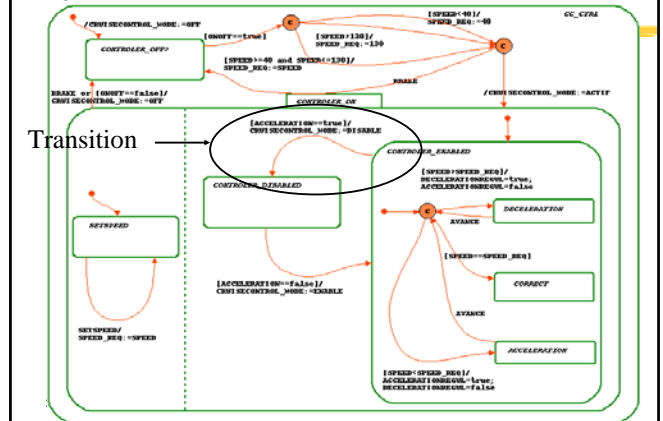 /CRUISECONTROL_MODE:=OFF
CC_CTRL
CONTROLER_OFF>
[ONOFF==true]
C
[SPEED<40]/
SPEED_REQ:=40
[SPEED>130]/
SPEED_REQ:=130
C
[SPEED>=40 and SPEED<=130]/
SPEED_REQ:=SPEED
BRAKE
BRAKE or [ONOFF==false]/
CRUISECONTROL_MODE:=OFF
CONTROLER_ON
/CRUISECONTROL_MODE:=ACTIF
Transition
[ACCELERATION==true]/
CRUISECONTROL_MODE:=DISABLE
CONTROLER_ENABLED
CONTROLER_DISABLED
[SPEED>SPEED_REQ]/
DECELERATIONREGUL=true;
ACCELERATIONREGUL=false
C
DECELERATION
AVANCE
SETSPEED
[SPEED==SPEED_REQ]
CORRECT
[ACCELERATION==false]/
CRUISECONTROL_MODE:=ENABLE
AVANCE
SETSPEED/
SPEED_REQ:=SPEED
ACCELERATION
[SPEED<SPEED_REQ]/
ACCELERATIONREGUL=true;
DECELERATIONREGUL=false